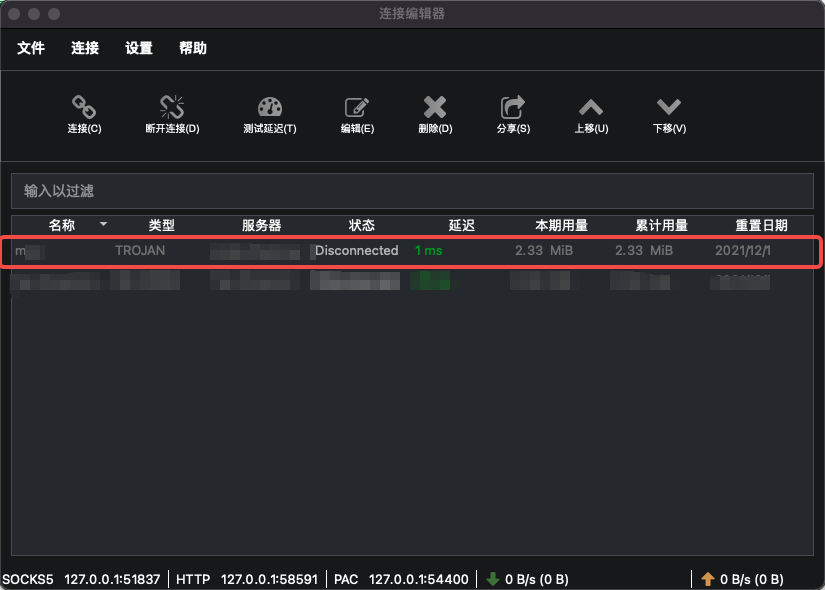 连接编辑器
文件 连接 设置 帮助
连接(C) 断开连接(D) 测试延迟(T) 编辑(E) 删除(D) 分享(S) 上移(U) 下移(V)
输入以过滤
名称 类型 服务器 状态 延迟 本期用量 累计用量 重置日期
m TROJAN Disconnected 1 ms 2.33 MiB 2.33 MiB 2021/12/1
SOCKS5 127.0.0.1:51837 HTTP 127.0.0.1:58591 PAC 127.0.0.1:54400 0 B/s (0 B) 0 B/s (0 B)